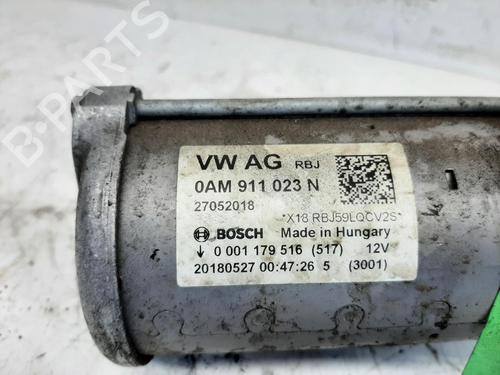 B-PARTS
VW AG RBJ
0AM 911 023 N
27052018
*X18 RBJ59LQCV2S*
BOSCH Made in Hungary
↓ 0 001 179 516 (517) 12V
20180527 00:47:26 5 (3001)